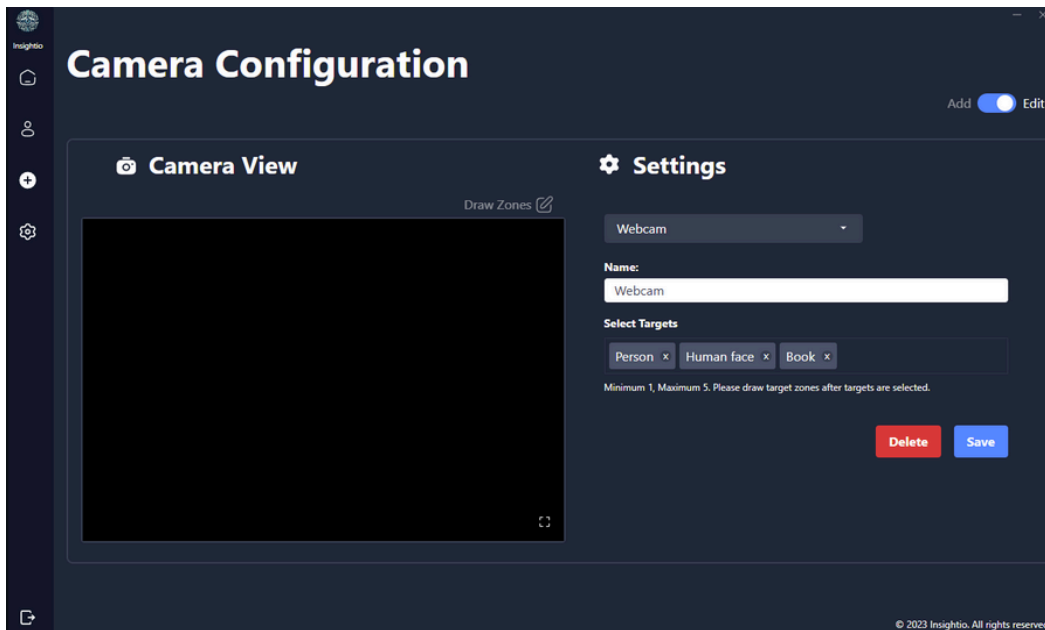 Insightio
Camera Configuration
Add Edit
Camera View
Draw Zones
Settings
Webcam
Name:
Webcam
Select Targets
Person x Human face x Book x
Minimum 1, Maximum 5. Please draw target zones after targets are selected.
Delete Save
© 2023 Insightio. All rights reserved